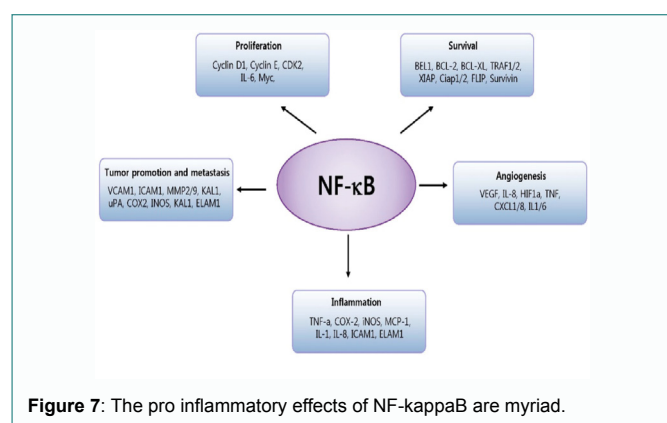 Proliferation
Cyclin D1, Cyclin E, CDK2,
IL-6, Myc,
Survival
BEL1, BCL-2, BCL-XL, TRAF1/2,
XIAP, Ciap1/2, FLIP, Survivin
Tumor promotion and metastasis
VCAM1, ICAM1, MMP2/9, KAL1,
uPA, COX2, INOS, KAL1, ELAM1
NF-κB
Angiogenesis
VEGF, IL-8, HIF1a, TNF,
CXCL1/8, IL1/6
Inflammation
TNF-a, COX-2, iNOS, MCP-1,
IL-1, IL-8, ICAM1, ELAM1
Figure 7: The pro inflammatory effects of NF-kappaB are myriad.